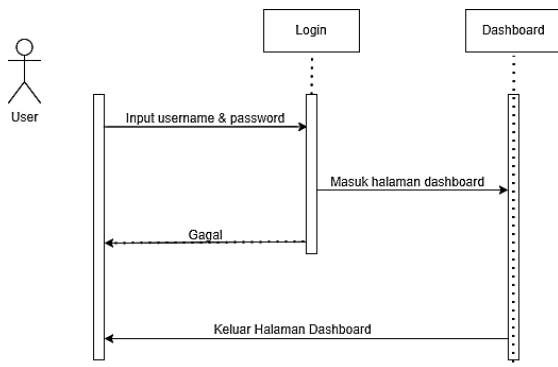 Login
Dashboard
User
Input username & password
Masuk halaman dashboard
Gagal
Keluar Halaman Dashboard